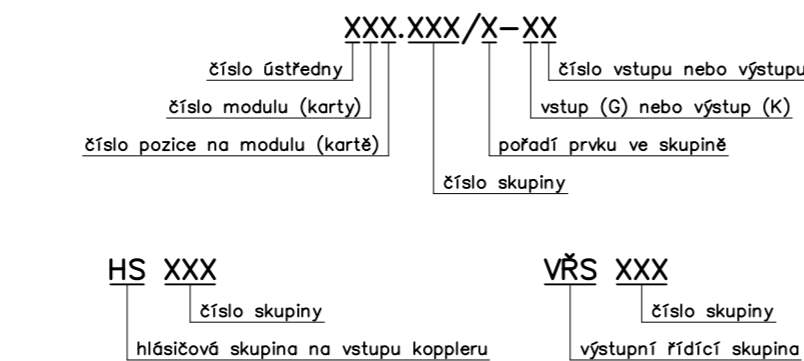 XXX.XXX/X-XX
číslo ústředny
číslo vstupu nebo výstupu
číslo modulu (karty)
vstup (G) nebo výstup (K)
číslo pozice na modulu (kartě)
pořadí prvku ve skupině
číslo skupiny
HS XXX
číslo skupiny
hlásičová skupina na vstupu koppleru
VŘS XXX
číslo skupiny
výstupní řídící skupina